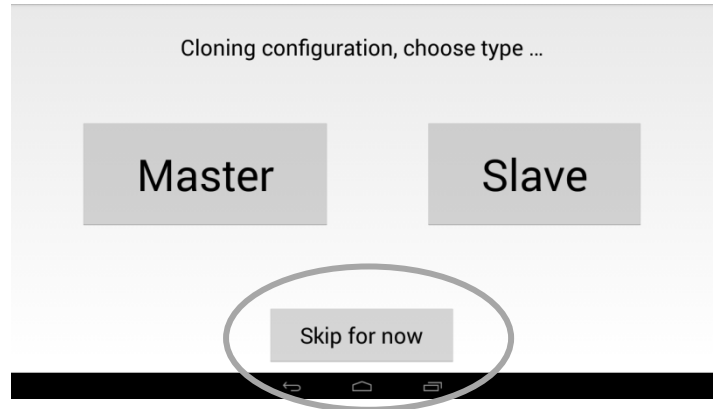 Cloning configuration, choose type ...
Master
Slave
Skip for now